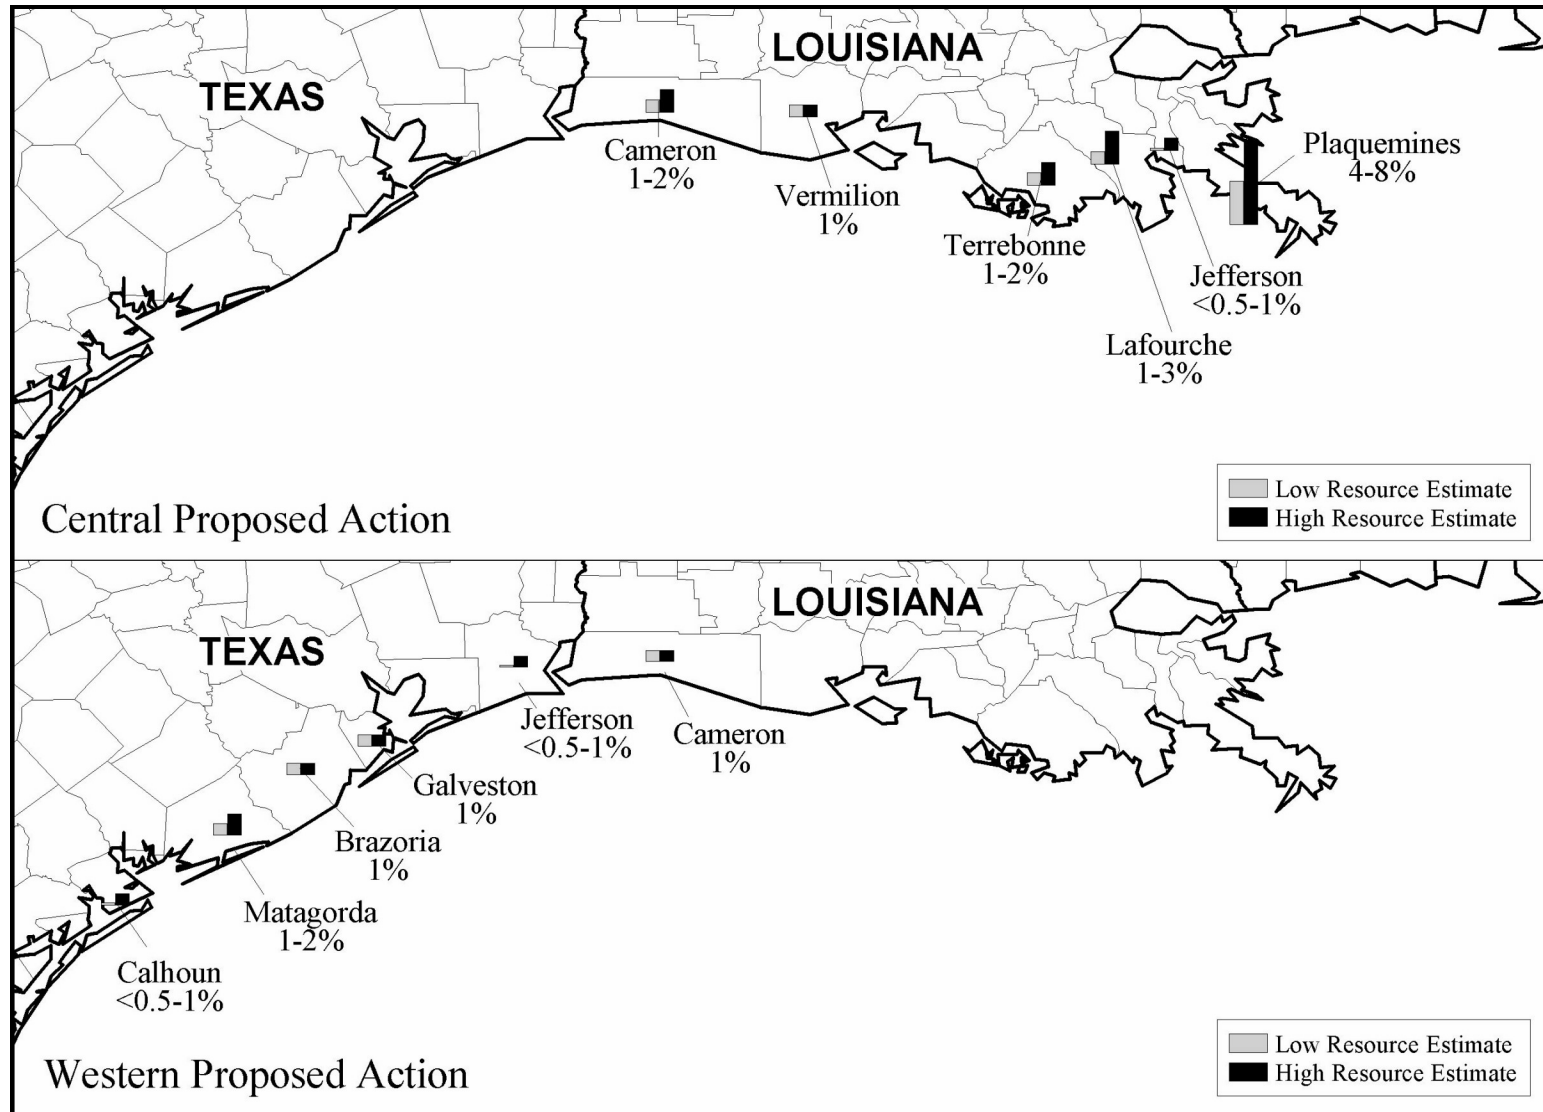 LOUISIANA
TEXAS
Cameron
1-2%
Vermilion
1%
Terrebonne
1-2%
Lafourche
1-3%
Jefferson
<0.5-1%
Plaquemines
4-8%
Low Resource Estimate
High Resource Estimate
Central Proposed Action
LOUISIANA
TEXAS
Calhoun
<0.5-1%
Matagorda
1-2%
Brazoria
1%
Galveston
1%
Jefferson
<0.5-1%
Cameron
1%
Low Resource Estimate
High Resource Estimate
Western Proposed Action